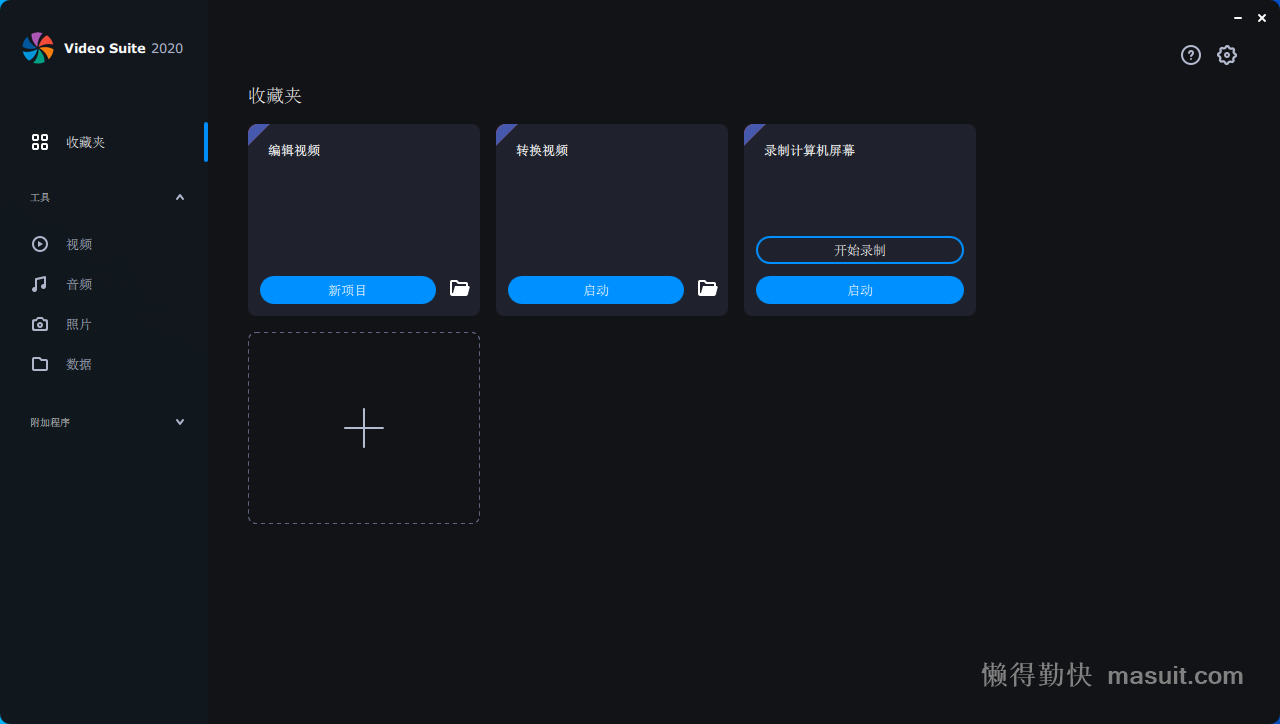 Video Suite 2020
收藏夹
工具
视频
音频
照片
数据
附加程序
收藏夹
编辑视频
新项目
转换视频
启动
录制计算机屏幕
开始录制
启动
懒得勤快 masuit.com